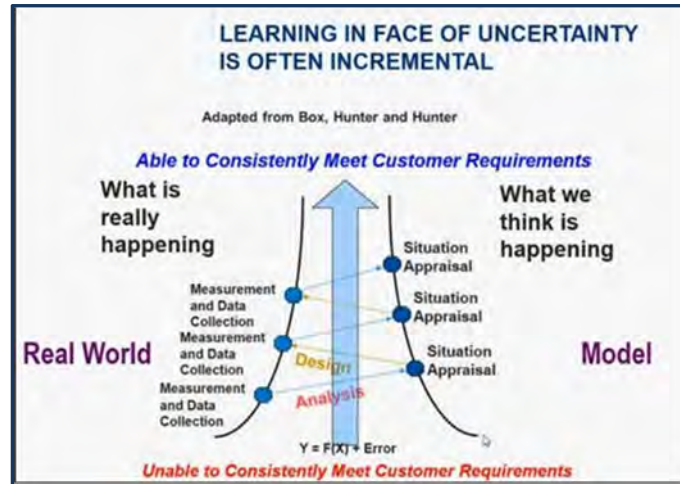 LEARNING IN FACE OF UNCERTAINTY
IS OFTEN INCREMENTAL
Adapted from Box, Hunter and Hunter
Able to Consistently Meet Customer Requirements
What is
really
happening
What we
think is
happening
Situation
Appraisal
Measurement
and Data
Collection
Situation
Appraisal
Measurement
and Data
Collection
Real World
Design
Situation
Appraisal
Model
Measurement
and Data
Collection
Analysis
Y = F(X) + Error
Unable to Consistently Meet Customer Requirements